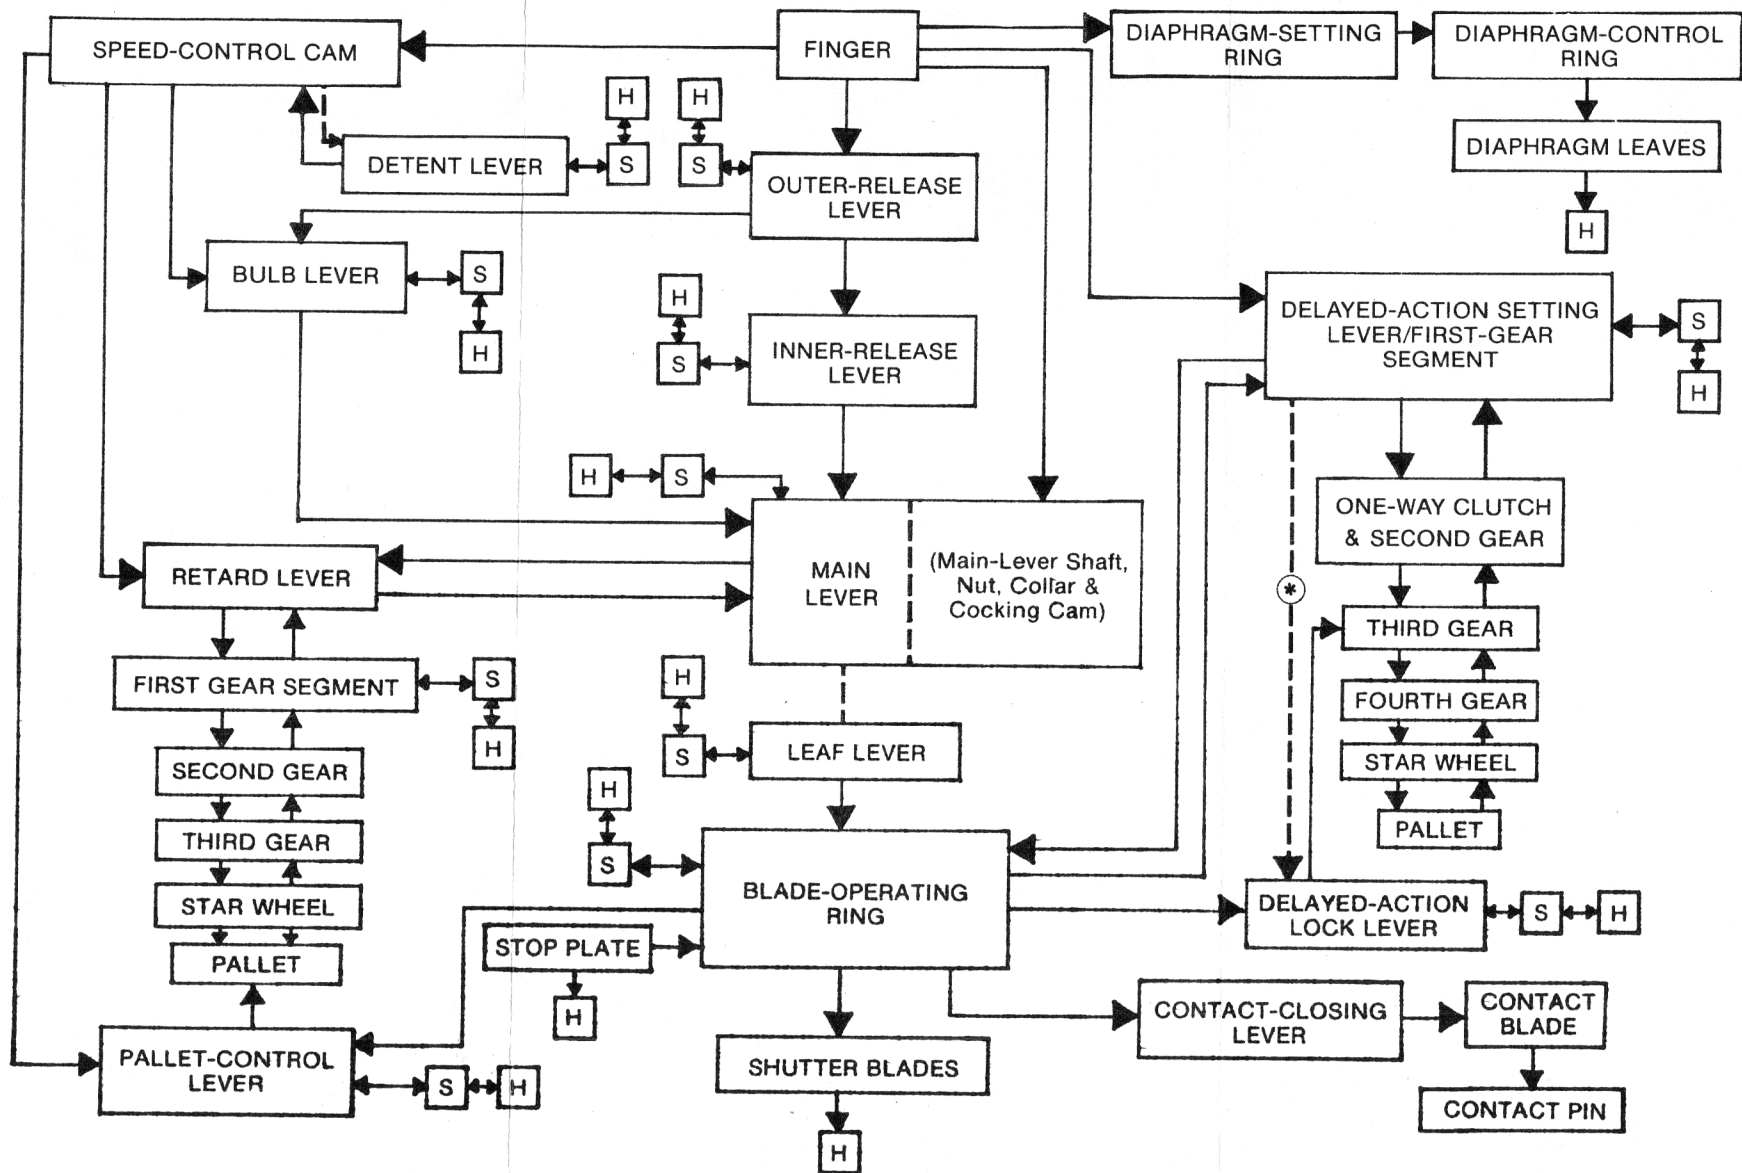 SPEED-CONTROL CAM
FINGER
DIAPHRAGM-SETTING
RING
DIAPHRAGM-CONTROL
RING
H
H
DETENT LEVER
S
S
OUTER-RELEASE
LEVER
DIAPHRAGM LEAVES
H
BULB LEVER
S
H
H
S
INNER-RELEASE
LEVER
DELAYED-ACTION SETTING
LEVER/FIRST-GEAR
SEGMENT
S
H
H
S
ONE-WAY CLUTCH
& SECOND GEAR
RETARD LEVER
MAIN
LEVER
(Main-Lever Shaft,
Nut, Collar &
Cocking Cam)
*
THIRD GEAR
FIRST GEAR SEGMENT
S
H
H
S
LEAF LEVER
FOURTH GEAR
SECOND GEAR
STAR WHEEL
THIRD GEAR
H
S
PALLET
STAR WHEEL
BLADE-OPERATING
RING
DELAYED-ACTION
LOCK LEVER
S
H
PALLET
STOP PLATE
H
CONTACT-CLOSING
LEVER
CONTACT
BLADE
PALLET-CONTROL
LEVER
S
H
SHUTTER BLADES
H
CONTACT PIN